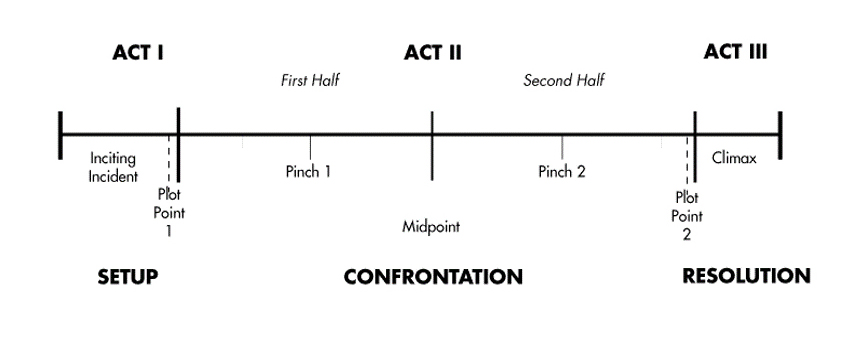 ACT I
ACT II
ACT III
First Half
Second Half
Inciting
Incident
Plot
Point
1
Pinch 1
Midpoint
Pinch 2
Plot
Point
2
Climax
SETUP
CONFRONTATION
RESOLUTION